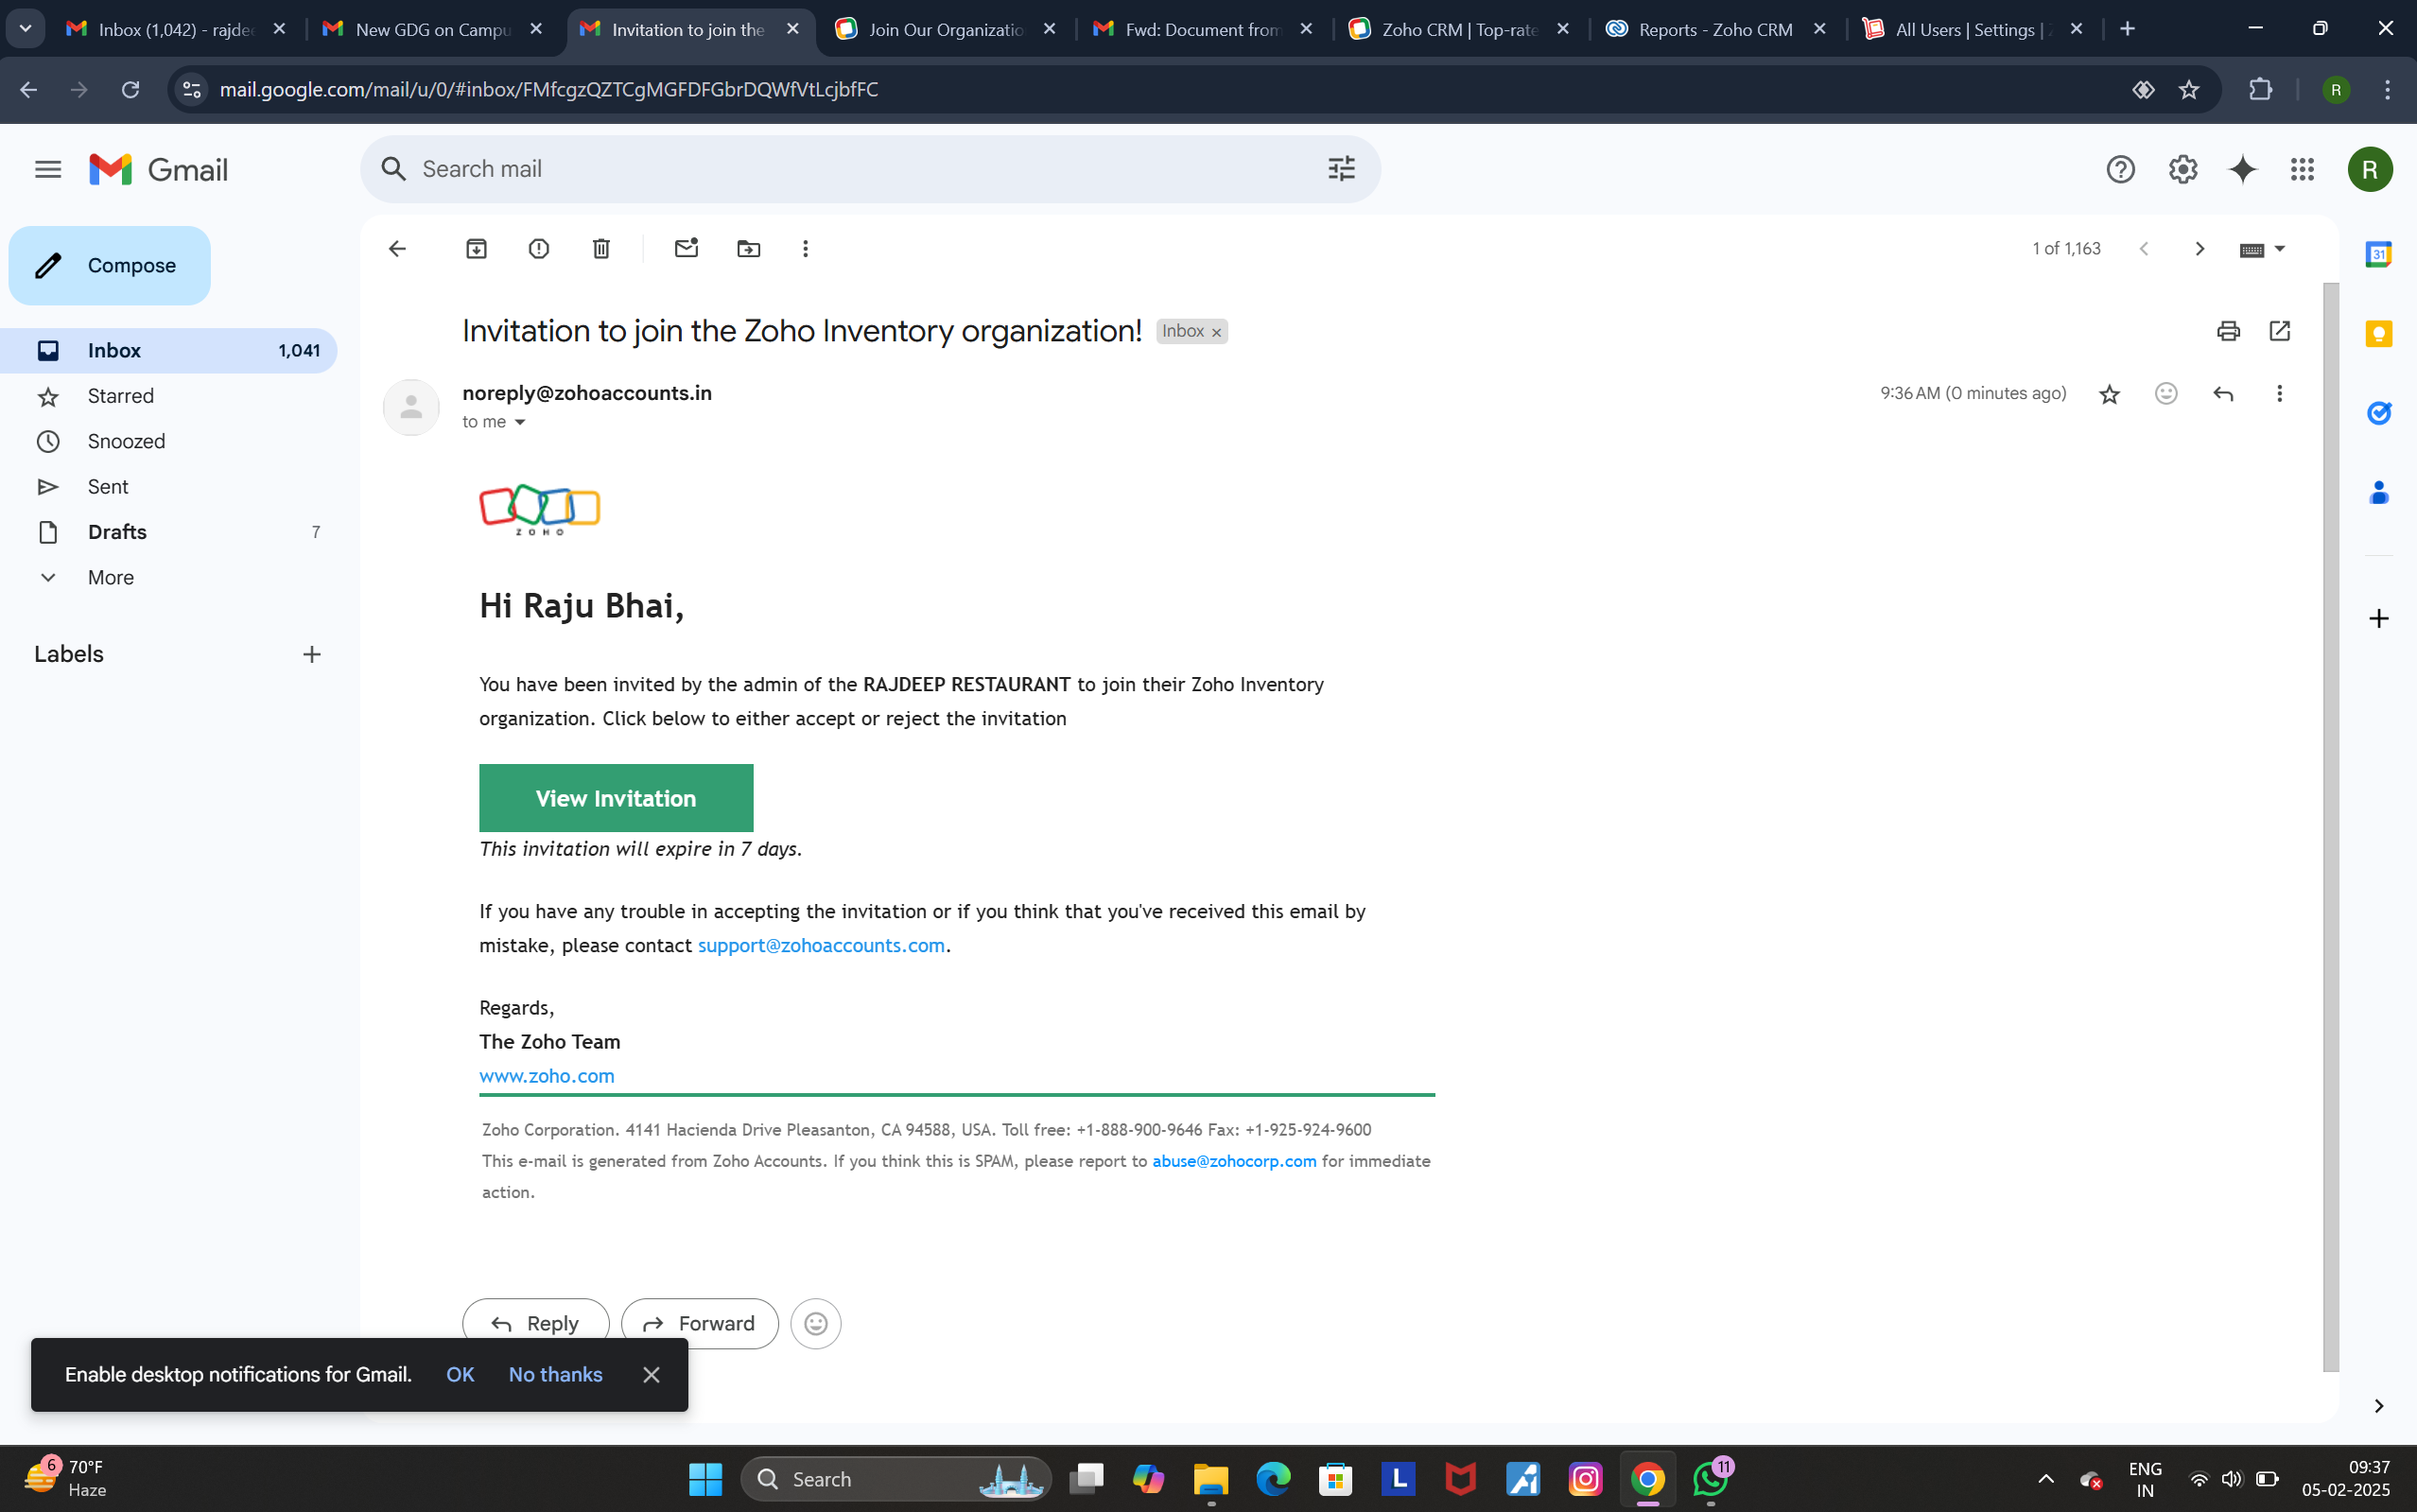 Inbox (1,042) - rajdee
New GDG on Campu
Invitation to join the
Join Our Organizatio
Fwd: Document from
Zoho CRM | Top-rate
Reports - Zoho CRM
All Users | Settings |
mail.google.com/mail/u/0/#inbox/FMfcgzQZTCgMGFDFGbrDQWfVtLcjbfFC
R
Gmail
Search mail
R
Compose
1 of 1,163
31
Inbox 1,041
Starred
Snoozed
Sent
Drafts 7
More
Labels
Invitation to join the Zoho Inventory organization! Inbox
noreply@zohoaccounts.in
to me
9:36 AM (0 minutes ago)
ZOHO
Hi Raju Bhai,
You have been invited by the admin of the RAJDEEP RESTAURANT to join their Zoho Inventory
organization. Click below to either accept or reject the invitation
View Invitation
This invitation will expire in 7 days.
If you have any trouble in accepting the invitation or if you think that you've received this email by
mistake, please contact support@zohoaccounts.com.
Regards,
The Zoho Team
www.zoho.com
Zoho Corporation. 4141 Hacienda Drive Pleasanton, CA 94588, USA. Toll free: +1-888-900-9646 Fax: +1-925-924-9600
This e-mail is generated from Zoho Accounts. If you think this is SPAM, please report to abuse@zohocorp.com for immediate
action.
Reply
Forward
Enable desktop notifications for Gmail. OK No thanks
6
70°F
Haze
Search
L
11
ENG
IN
09:37
05-02-2025